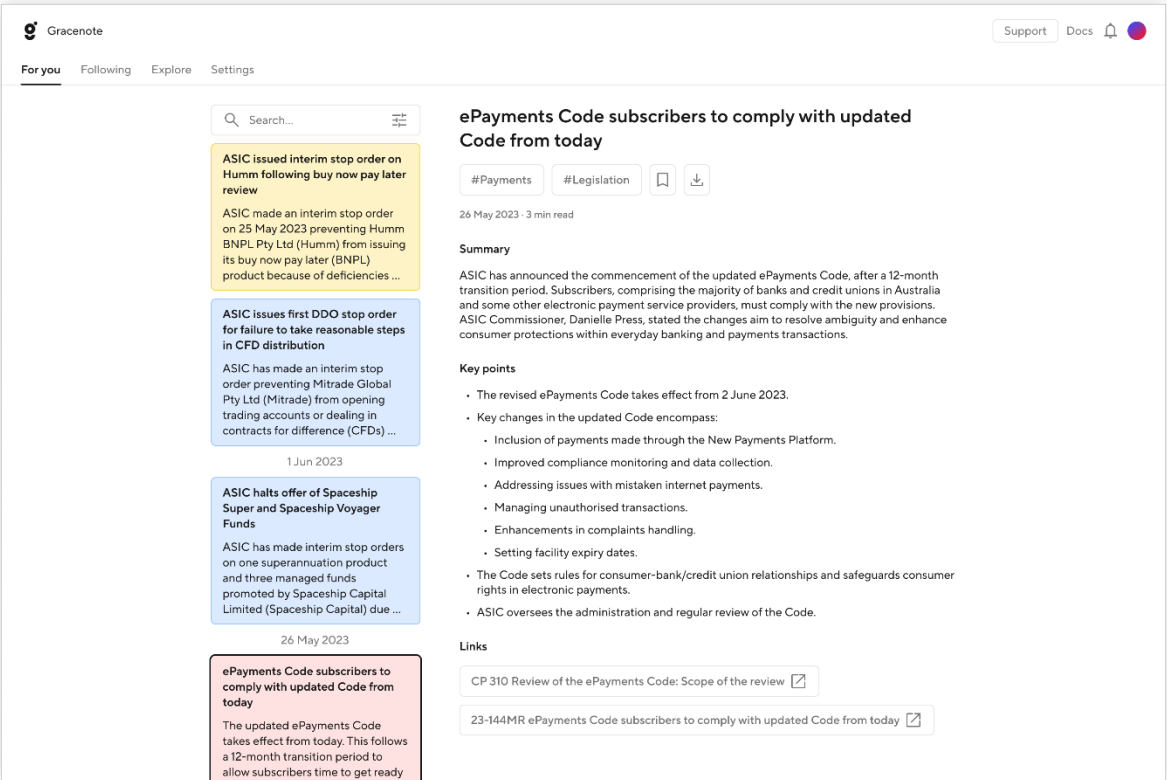 Gracenote
Support
Docs
For you
Following
Explore
Settings
Search...
ASIC issued interim stop order on
Humm following buy now pay later
review
ASIC made an interim stop order
on 25 May 2023 preventing Humm
BNPL Pty Ltd (Humm) from issuing
its buy now pay later (BNPL)
product because of deficiencies ...
ASIC issues first DDO stop order
for failure to take reasonable steps
in CFD distribution
ASIC has made an interim stop
order preventing Mitrade Global
Pty Ltd (Mitrade) from opening
trading accounts or dealing in
contracts for difference (CFDs) ...
1 Jun 2023
ASIC halts offer of Spaceship
Super and Spaceship Voyager
Funds
ASIC has made interim stop orders
on one superannuation product
and three managed funds
promoted by Spaceship Capital
Limited (Spaceship Capital) due ...
26 May 2023
ePayments Code subscribers to
comply with updated Code from
today
The updated ePayments Code
takes effect from today. This follows
a 12-month transition period to
allow subscribers time to get ready
ePayments Code subscribers to comply with updated
Code from today
#Payments
#Legislation
26 May 2023 · 3 min read
Summary
ASIC has announced the commencement of the updated ePayments Code, after a 12-month
transition period. Subscribers, comprising the majority of banks and credit unions in Australia
and some other electronic payment service providers, must comply with the new provisions.
ASIC Commissioner, Danielle Press, stated the changes aim to resolve ambiguity and enhance
consumer protections within everyday banking and payments transactions.
Key points
• The revised ePayments Code takes effect from 2 June 2023.
• Key changes in the updated Code encompass:
• Inclusion of payments made through the New Payments Platform.
• Improved compliance monitoring and data collection.
• Addressing issues with mistaken internet payments.
• Managing unauthorised transactions.
• Enhancements in complaints handling.
• Setting facility expiry dates.
• The Code sets rules for consumer-bank/credit union relationships and safeguards consumer
rights in electronic payments.
• ASIC oversees the administration and regular review of the Code.
Links
CP 310 Review of the ePayments Code: Scope of the review
23-144MR ePayments Code subscribers to comply with updated Code from today